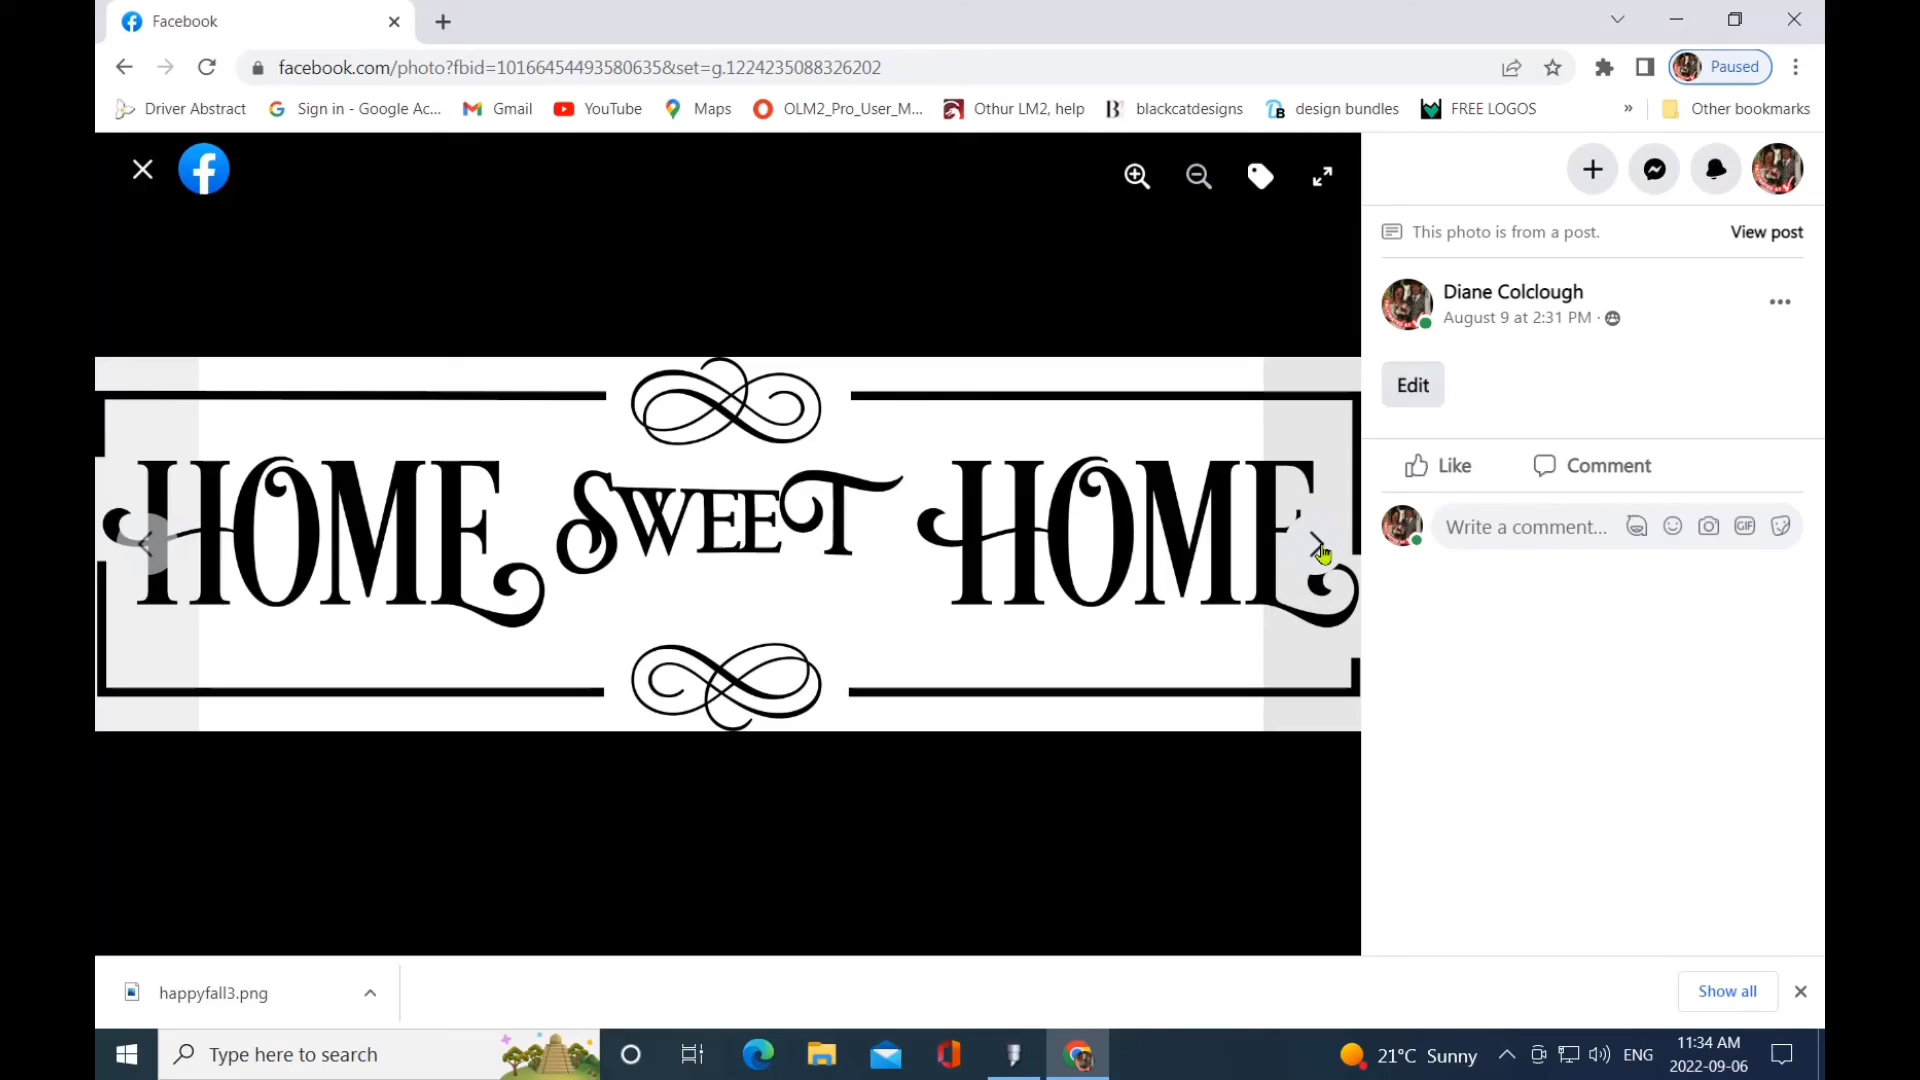 Facebook
facebook.com/photo?fbid=10166454493580635&set=g.1224235088326202
Paused
Driver Abstract
Sign in - Google Ac...
Gmail
YouTube
Maps
OLM2_Pro_User_M...
Othur LM2, help
blackcatdesigns
design bundles
FREE LOGOS
»
Other bookmarks
This photo is from a post.
View post
Diane Colclough
August 9 at 2:31 PM ·
Edit
Like
Comment
Write a comment...
GIF
HOME SWEET HOME
happyfall3.png
Show all
Type here to search
21°C Sunny
ENG
11:34 AM
2022-09-06